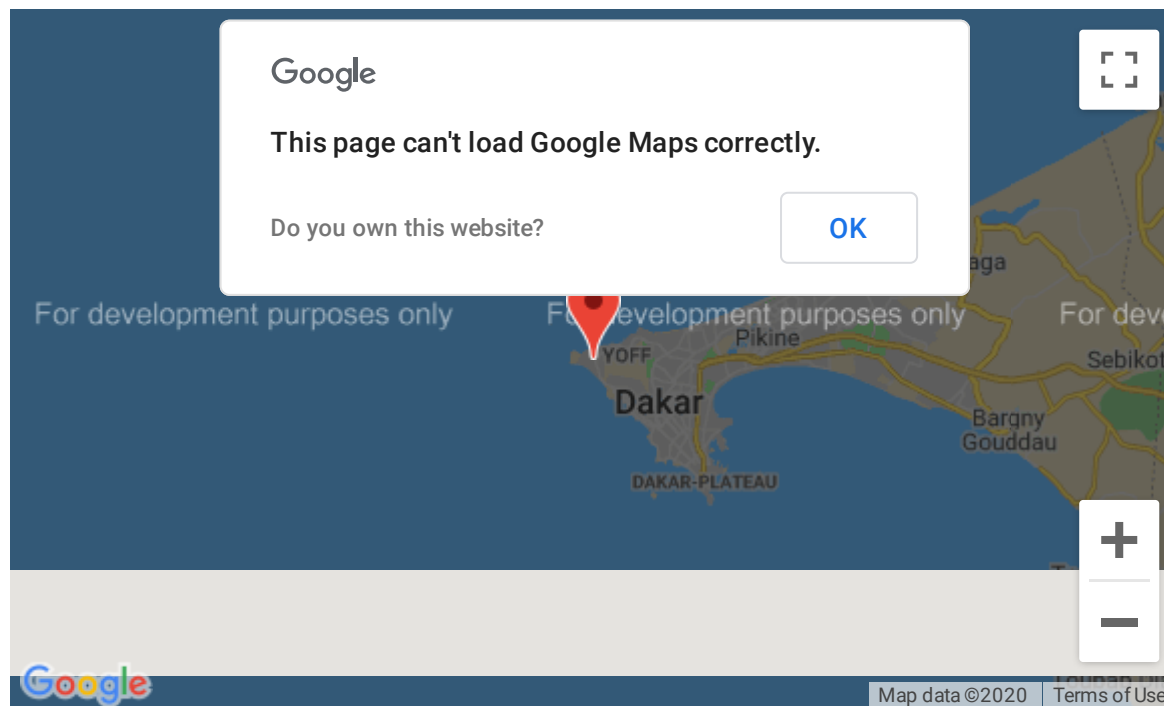 Google
This page can't load Google Maps correctly.
Do you own this website?
OK
aga
For development purposes only
For development purposes only
For deve
Pikine
YOFF
Sebikot
Dakar
Bargny
Gouddau
DAKAR-PLATEAU
Google
Map data ©2020
Terms of Use